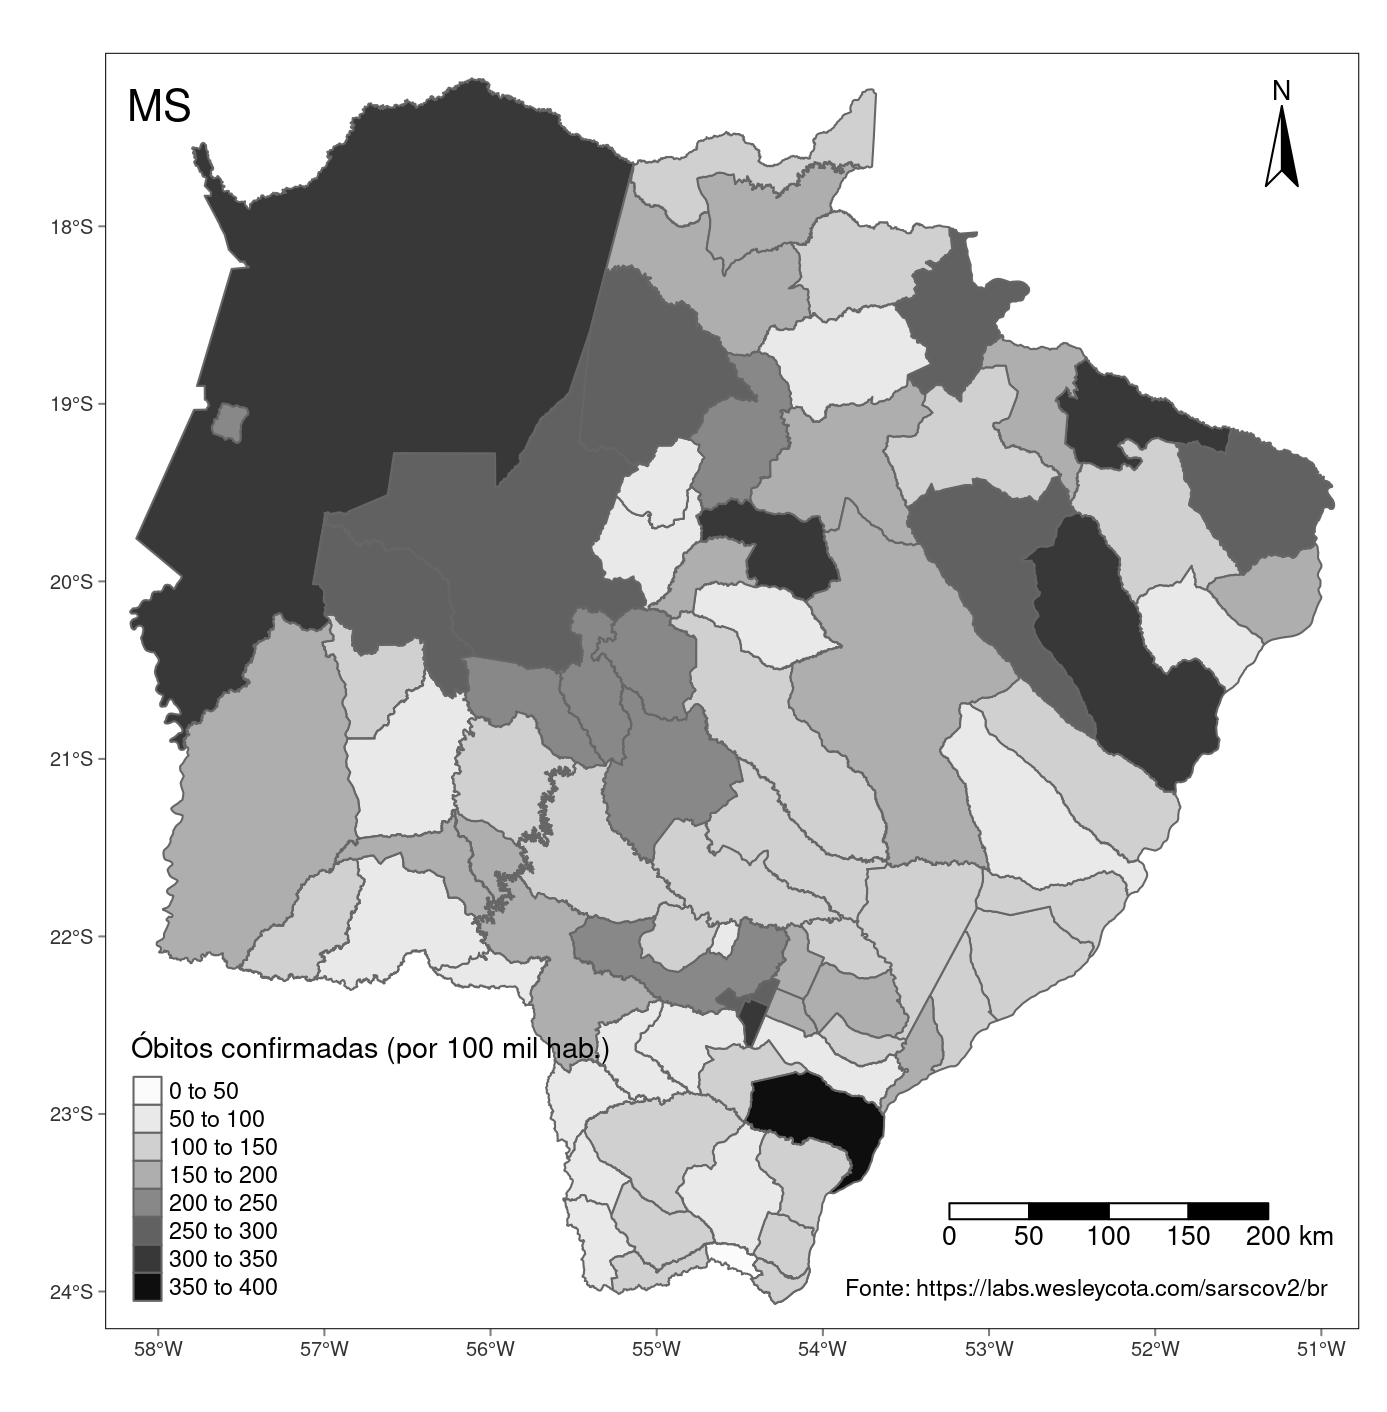 MS
N
18°S
19°S
20°S
21°S
22°S
23°S
24°S
Óbitos confirmadas (por 100 mil hab.)
0 to 50
50 to 100
100 to 150
150 to 200
200 to 250
250 to 300
300 to 350
350 to 400
0 50 100 150 200 km
Fonte: https://labs.wesleycota.com/sarscov2/br
58°W 57°W 56°W 55°W 54°W 53°W 52°W 51°W